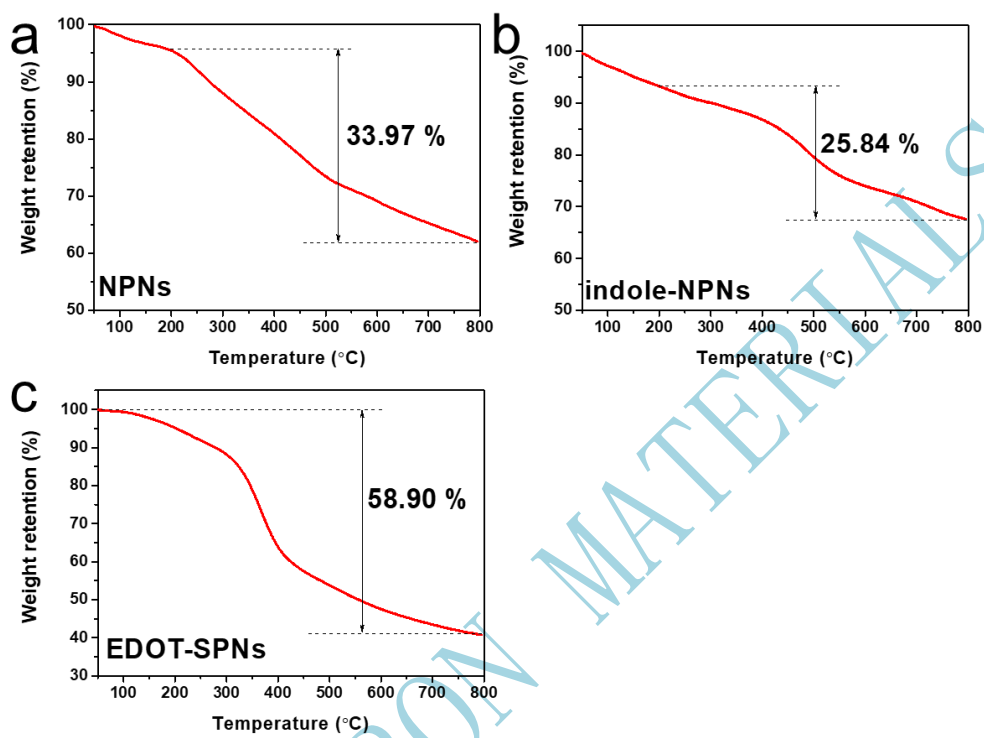 a
100
90
80
70
60
50
Weight retention (%)
33.97 %
NPNs
100 200 300 400 500 600 700 800
Temperature (°C)
b
100
90
80
70
60
50
Weight retention (%)
25.84 %
indole-NPNs
100 200 300 400 500 600 700 800
Temperature (°C)
c
100
90
80
70
60
50
40
30
Weight retention (%)
58.90 %
EDOT-SPNs
100 200 300 400 500 600 700 800
Temperature (°C)
MATERIALS